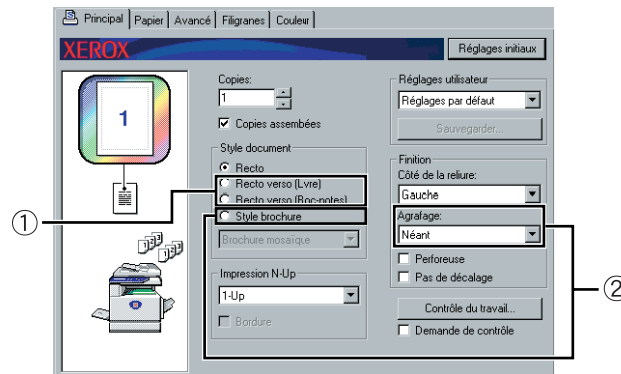 Principal Papier Avancé Filigranes Couleur
XEROX
Réglages initiaux
1
Copies:
1
Copies assemblées
Style document
Recto
Recto verso (Lvre)
Recto verso (Boc-notes)
Style brochure
Brochure mosaïque
Impression N-Up
1-Up
Bordure
Réglages utilisateur
Réglages par défaut
Sauvegarder...
Finition
Côté de la reliure:
Gauche
Agrafage:
Néant
Perforeuse
Pas de décalage
Contrôle du travail...
Demande de contrôle
1
2
123
123